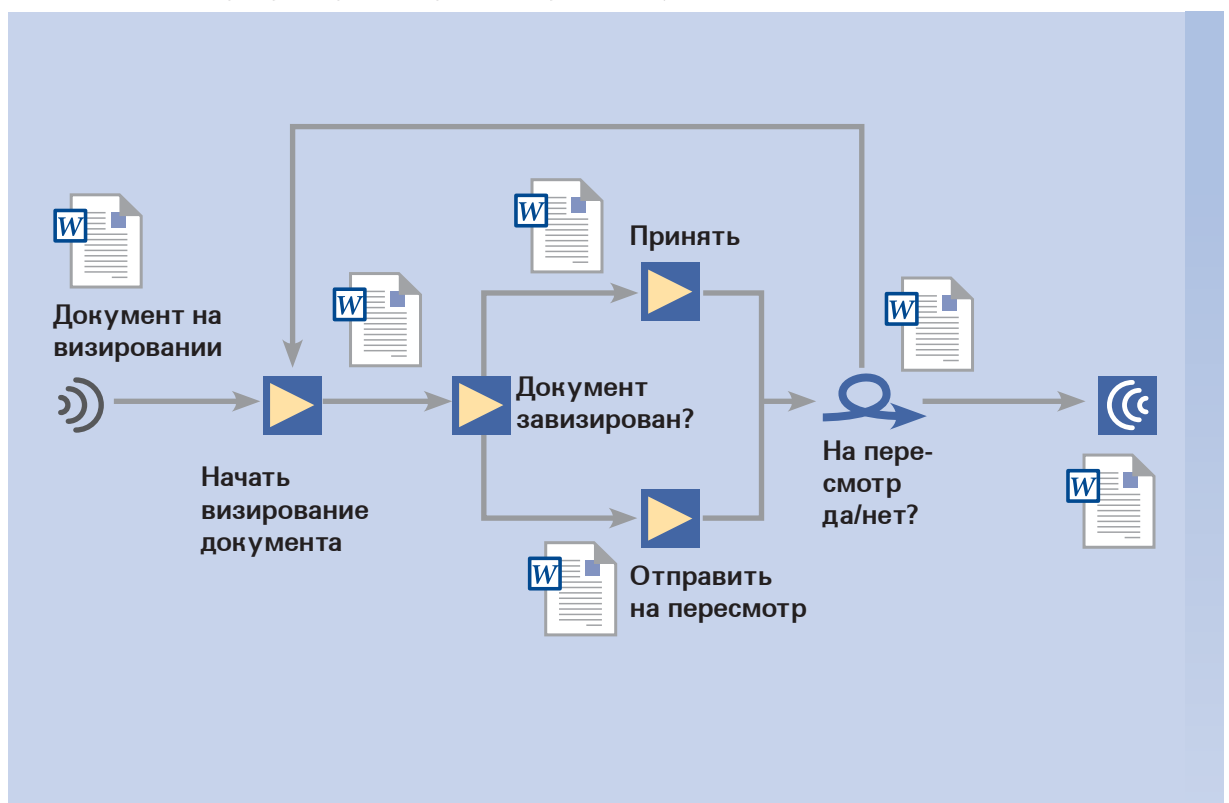 W
Документ на
визировании
W
W
Принять
Начать
визирование
документа
Документ
завизирован?
W
Отправить
на пересмотр
W
На пере-
смотр
да/нет?
W